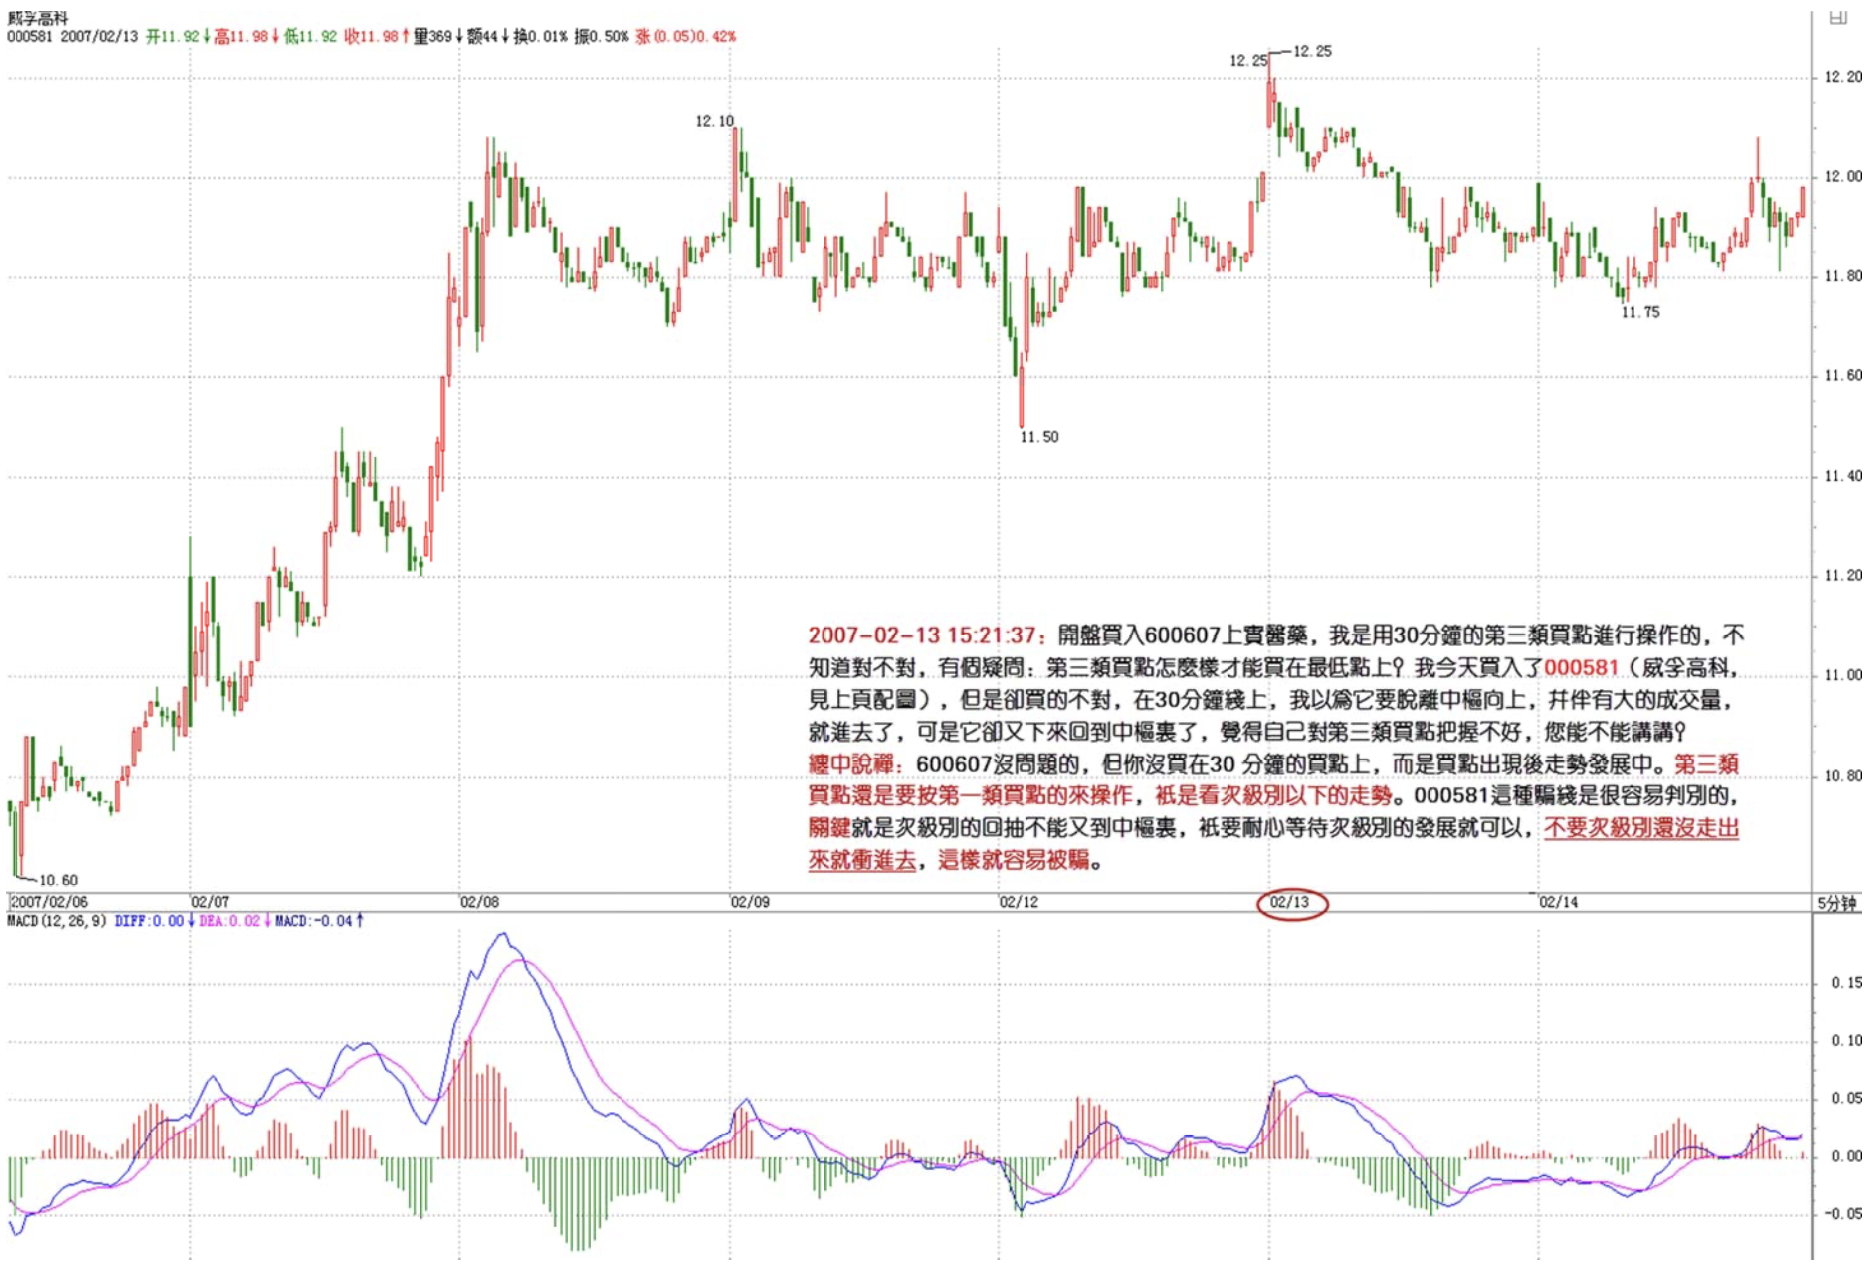 威孚高科
000581 2007/02/13 开11.92↓高11.98↓低11.92 收11.98↑量369↓额44↓换0.01% 振0.50% 涨(0.05)0.42%
12.25 12.25
12.20
12.10
12.00
11.80
11.75
11.60
11.50
11.40
11.20
2007-02-13 15:21:37：開盤買入600607上實醫藥，我是用30分鐘的第三類買點進行操作的，不
知道對不對，有個疑問：第三類買點怎麼樣才能買在最低點上？我今天買入了000581（威孚高科，
見上頁配圖），但是卻買的不對，在30分鐘綫上，我以爲它要脫離中樞向上，幷伴有大的成交量，
就進去了，可是它卻又下來回到中樞裏了，覺得自己對第三類買點把握不好，您能不能講講？
纏中說禪：600607沒問題的，但你沒買在30 分鐘的買點上，而是買點出現後走勢發展中。第三類
買點還是要按第一類買點的來操作，衹是看次級別以下的走勢。000581這種騙綫是很容易判別的，
關鍵就是次級別的回抽不能又到中樞裏，衹要耐心等待次級別的發展就可以，不要次級別還沒走出
來就衝進去，這樣就容易被騙。
11.00
10.80
10.60
2007/02/06 02/07 02/08 02/09 02/12 02/13 02/14 5分钟
MACD(12,26,9) DIFF:0.00↓DEA:0.02↓MACD:-0.04↑
0.15
0.10
0.05
0.00
-0.05